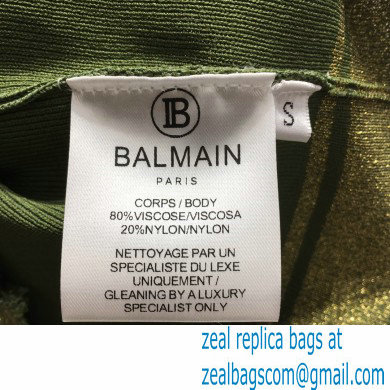 B
S
BALMAIN
PARIS
CORPS/BODY
80%VISCOSE/VISCOSA
20%NYLON/NYLON
NETTOYAGE PAR UN
SPECIALISTE DU LEXE
UNIQUEMENT/
GLEANING BY A LUXURY
SPECIALIST ONLY
zeal replica bags at
zealbagscn@gmail.com